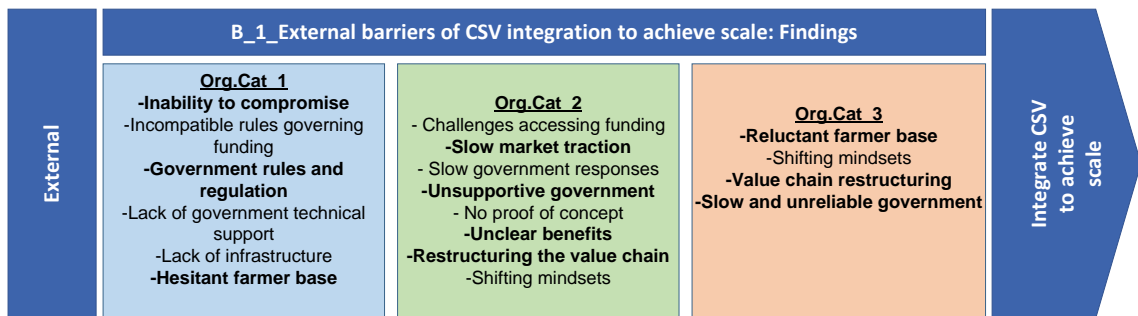 B_1_External barriers of CSV integration to achieve scale: Findings
External
Org.Cat_1
-Inability to compromise
-Incompatible rules governing
funding
-Government rules and
regulation
-Lack of government technical
support
-Lack of infrastructure
-Hesitant farmer base
Org.Cat_2
- Challenges accessing funding
-Slow market traction
- Slow government responses
-Unsupportive government
- No proof of concept
-Unclear benefits
-Restructuring the value chain
-Shifting mindsets
Org.Cat_3
-Reluctant farmer base
-Shifting mindsets
-Value chain restructuring
-Slow and unreliable government
Integrate CSV
to achieve
scale